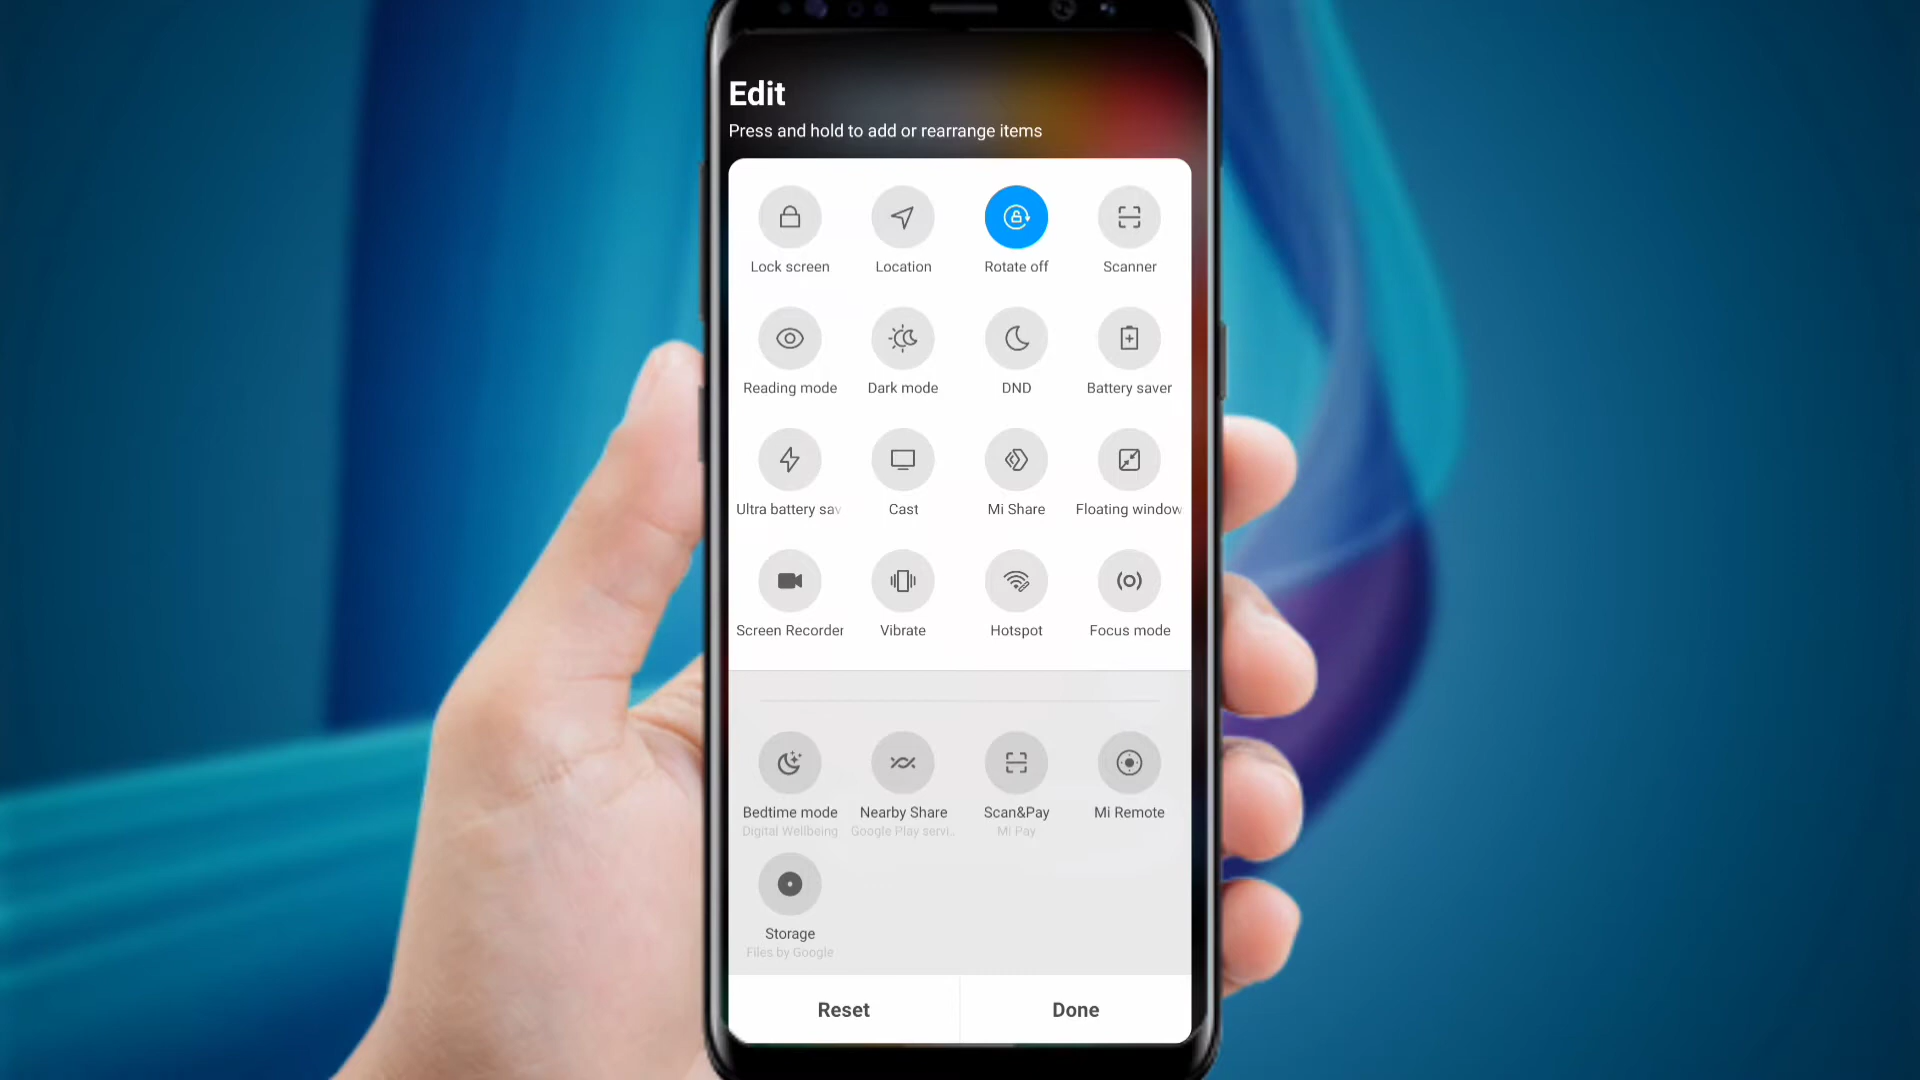 Edit
Press and hold to add or rearrange items
Lock screen
Location
Rotate off
Scanner
Reading mode
Dark mode
DND
Battery saver
Ultra battery sav
Cast
Mi Share
Floating window
Screen Recorder
Vibrate
Hotspot
Focus mode
Bedtime mode
Nearby Share
Scan&Pay
Mi Remote
Digital Wellbeing
Google Play servi..
Mi Pay
Storage
Files by Google
Reset
Done